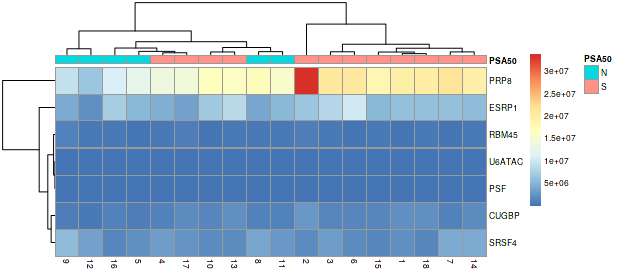 PSA50
PRP8
ESRP1
RBM45
U6ATAC
PSF
CUGBP
SRSF4
9 12 16 5 4 17 10 13 8 11 2 3 6 15 1 18 7 14
3e+07
2.5e+07
2e+07
1.5e+07
1e+07
5e+06
PSA50
N
S